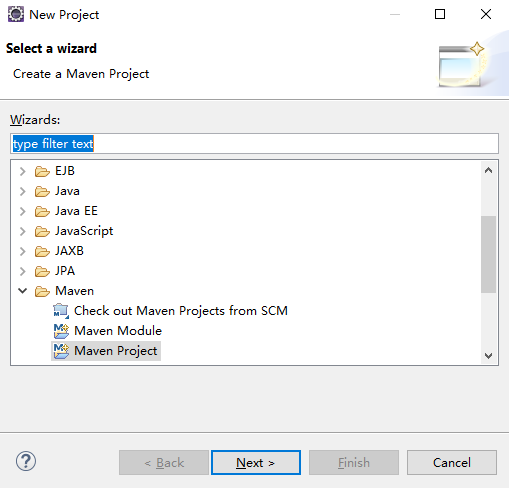 New Project
Select a wizard
Create a Maven Project
Wizards:
type filter text
EJB
Java
Java EE
JavaScript
JAXB
JPA
Maven
Check out Maven Projects from SCM
Maven Module
Maven Project
< Back
Next >
Finish
Cancel